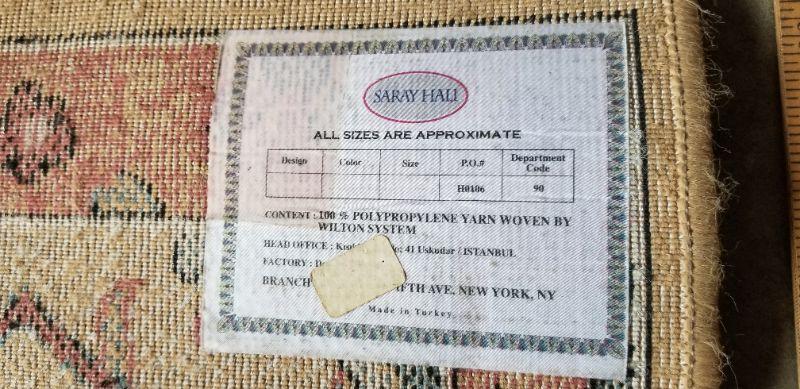 SARAY HALI
ALL SIZES ARE APPROXIMATE
Design Color Size P.O.# Department Code
H0106 90
CONTENT : 100 % POLYPROPYLENE YARN WOVEN BY
WILTON SYSTEM
HEAD OFFICE : 41 Uskudar / ISTANBUL
FACTORY :
BRANCH AVE. NEW YORK, NY
Made in Turkey